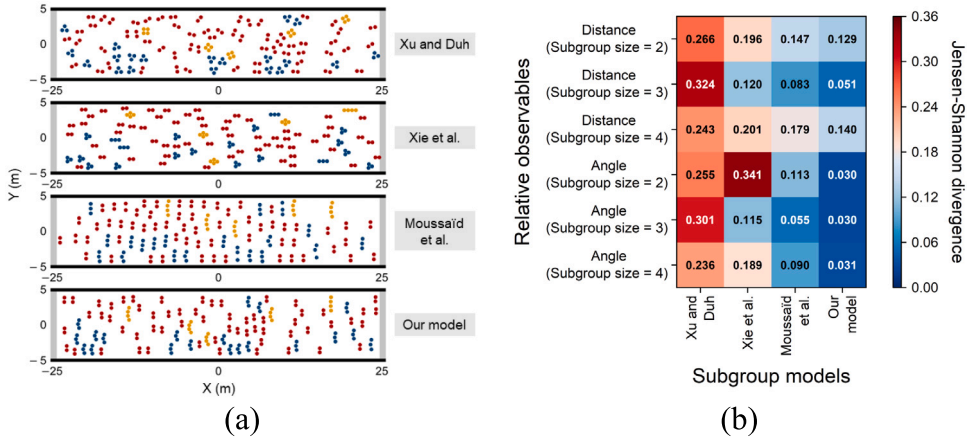 5
0
−5
Xu and Duh
−25
0
25
5
0
−5
Xie et al.
−25
0
25
5
0
−5
Moussaïd
et al.
−25
0
25
5
0
−5
Our model
−25
0
25
Y (m)
X (m)
(a)
Relative observables
Distance
(Subgroup size = 2)
0.266 0.196 0.147 0.129
Distance
(Subgroup size = 3)
0.324 0.120 0.083 0.051
Distance
(Subgroup size = 4)
0.243 0.201 0.179 0.140
Angle
(Subgroup size = 2)
0.255 0.341 0.113 0.030
Angle
(Subgroup size = 3)
0.301 0.115 0.055 0.030
Angle
(Subgroup size = 4)
0.236 0.189 0.090 0.031
Xu and
Duh
Xie et al.
Moussaïd
et al.
Our
model
Subgroup models
0.36
0.30
0.24
0.18
0.12
0.06
0.00
Jensen-Shannon divergence
(b)